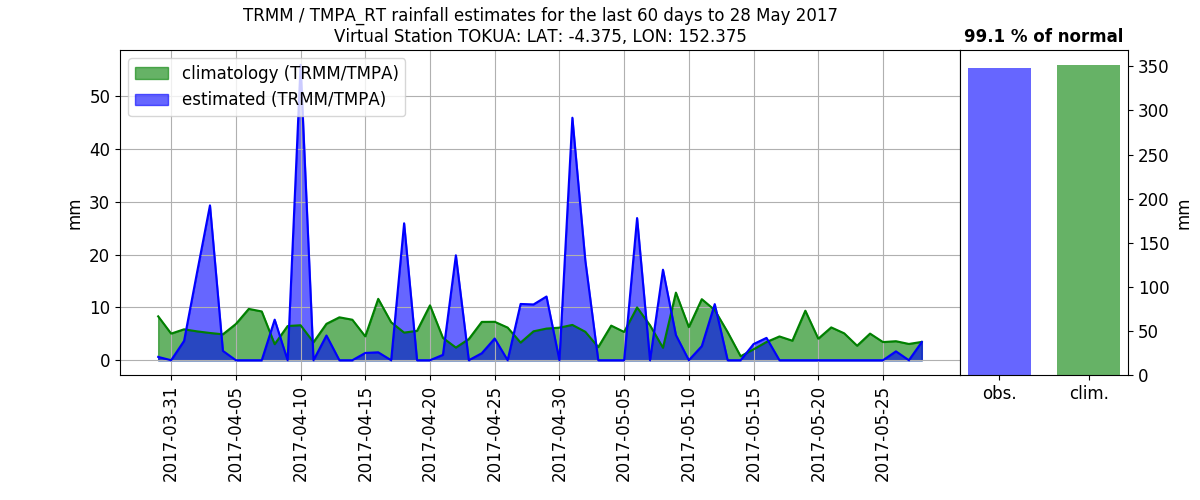 TRMM / TMPA_RT rainfall estimates for the last 60 days to 28 May 2017
Virtual Station TOKUA: LAT: -4.375, LON: 152.375
99.1 % of normal
climatology (TRMM/TMPA)
estimated (TRMM/TMPA)
mm
50
40
30
20
10
0
2017-03-31
2017-04-05
2017-04-10
2017-04-15
2017-04-20
2017-04-25
2017-04-30
2017-05-05
2017-05-10
2017-05-15
2017-05-20
2017-05-25
350
300
250
200
150
100
50
0
mm
obs.
clim.